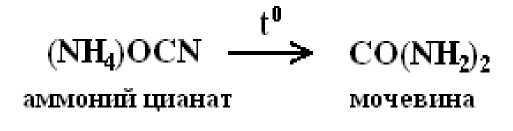 t⁰
(NH₄)OCN ⟶ CO(NH₂)₂
аммоний цианат мочевина